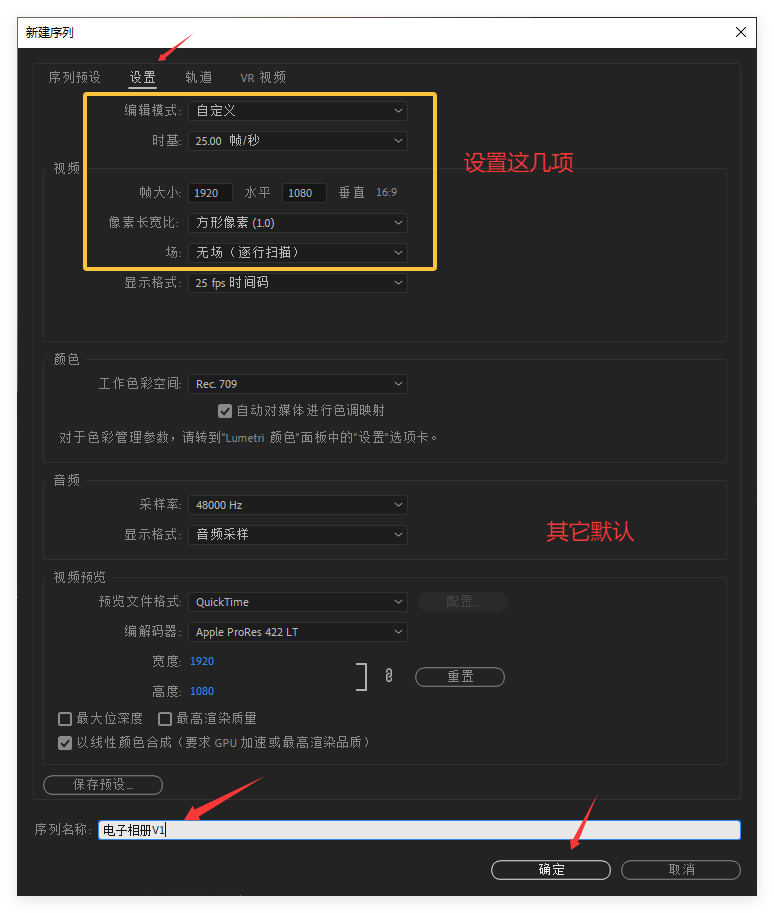 新建序列
序列预设 设置 轨道 VR 视频
编辑模式: 自定义
时基: 25.00 帧/秒
设置这几项
视频
帧大小: 1920 水平 1080 垂直 16:9
像素长宽比: 方形像素 (1.0)
场: 无场（逐行扫描）
显示格式: 25 fps 时间码
颜色
工作色彩空间: Rec. 709
自动对媒体进行色调映射
对于色彩管理参数，请转到"Lumetri 颜色"面板中的"设置"选项卡。
音频
采样率: 48000 Hz
显示格式: 音频采样
其它默认
视频预览
预览文件格式: QuickTime 配置...
编解码器: Apple ProRes 422 LT
宽度: 1920
高度: 1080
重置
最大位深度 最高渲染质量
以线性颜色合成（要求 GPU 加速或最高渲染品质）
保存预设...
序列名称: 电子相册V1
确定 取消